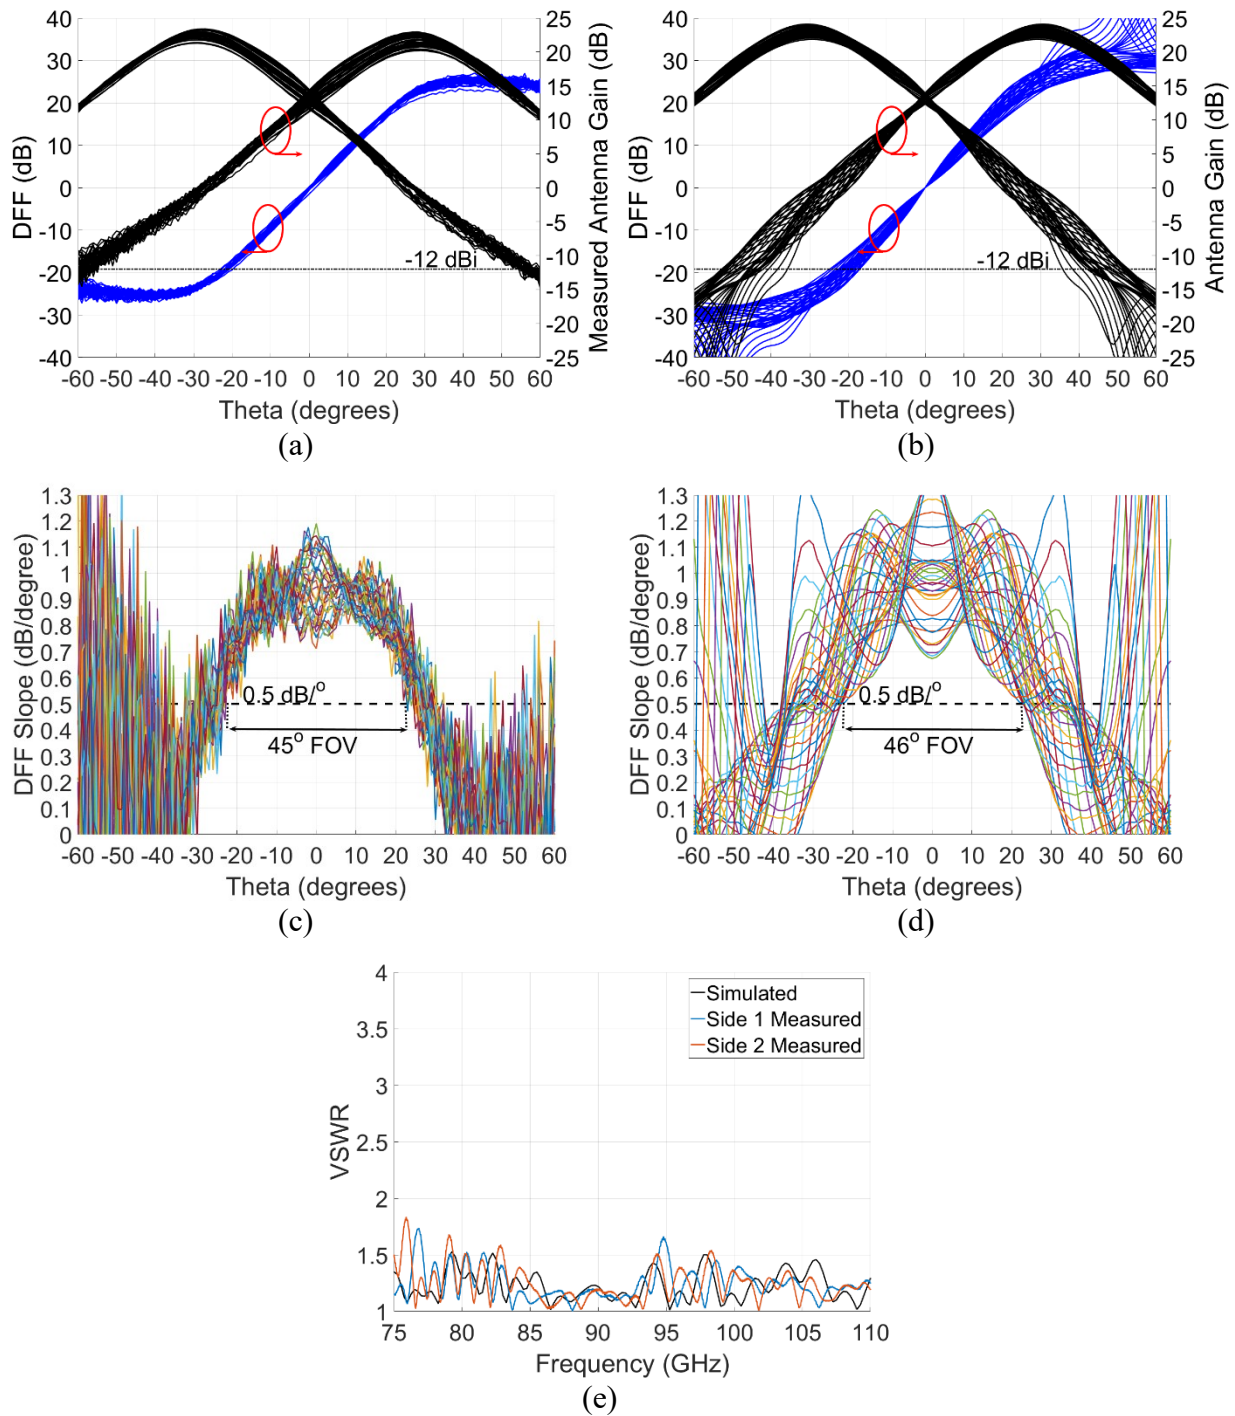 40
30
20
10
0
-10
-20
-30
-40
DFF (dB)
25
20
15
10
5
0
-5
-10
-15
-20
-25
Measured Antenna Gain (dB)
-12 dBi
-60 -50 -40 -30 -20 -10 0 10 20 30 40 50 60
Theta (degrees)
(a)
40
30
20
10
0
-10
-20
-30
-40
DFF (dB)
25
20
15
10
5
0
-5
-10
-15
-20
-25
Antenna Gain (dB)
-12 dBi
-60 -50 -40 -30 -20 -10 0 10 20 30 40 50 60
Theta (degrees)
(b)
1.3
1.2
1.1
1
0.9
0.8
0.7
0.6
0.5
0.4
0.3
0.2
0.1
0
DFF Slope (dB/degree)
0.5 dB/o
45o FOV
-60 -50 -40 -30 -20 -10 0 10 20 30 40 50 60
Theta (degrees)
(c)
1.3
1.2
1.1
1
0.9
0.8
0.7
0.6
0.5
0.4
0.3
0.2
0.1
0
DFF Slope (dB/degree)
0.5 dB/o
46o FOV
-60 -50 -40 -30 -20 -10 0 10 20 30 40 50 60
Theta (degrees)
(d)
4
3.5
3
2.5
2
1.5
1
VSWR
Simulated
Side 1 Measured
Side 2 Measured
75 80 85 90 95 100 105 110
Frequency (GHz)
(e)